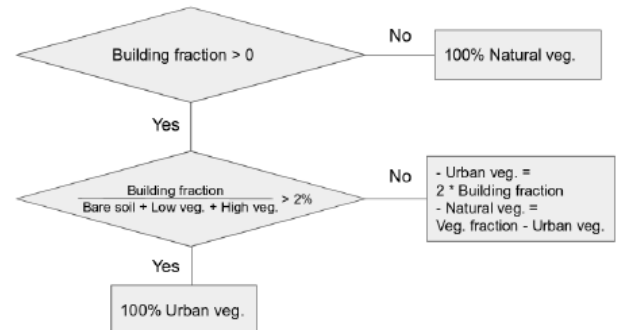 Building fraction > 0
No
100% Natural veg.
Yes
Building fraction
Bare soil + Low veg. + High veg.
> 2%
No
- Urban veg. =
2 * Building fraction
- Natural veg. =
Veg. fraction - Urban veg.
Yes
100% Urban veg.